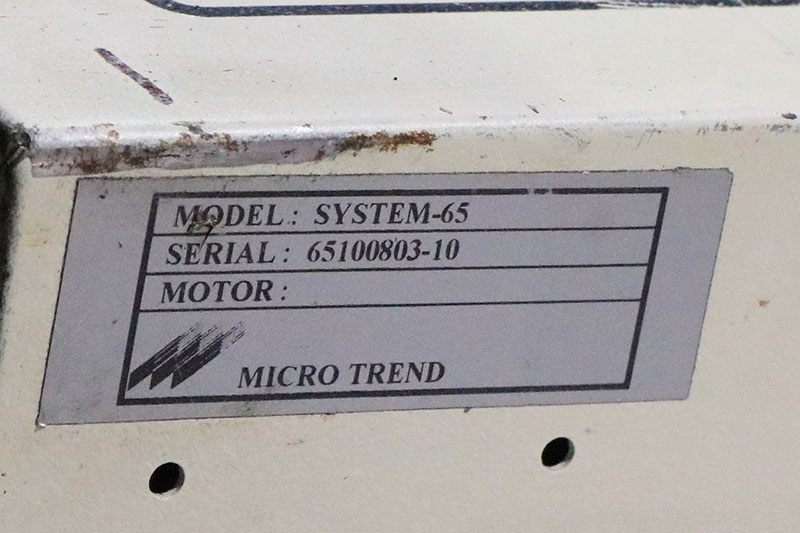 MODEL: SYSTEM-65
SERIAL: 65100803-10
MOTOR:
MICRO TREND